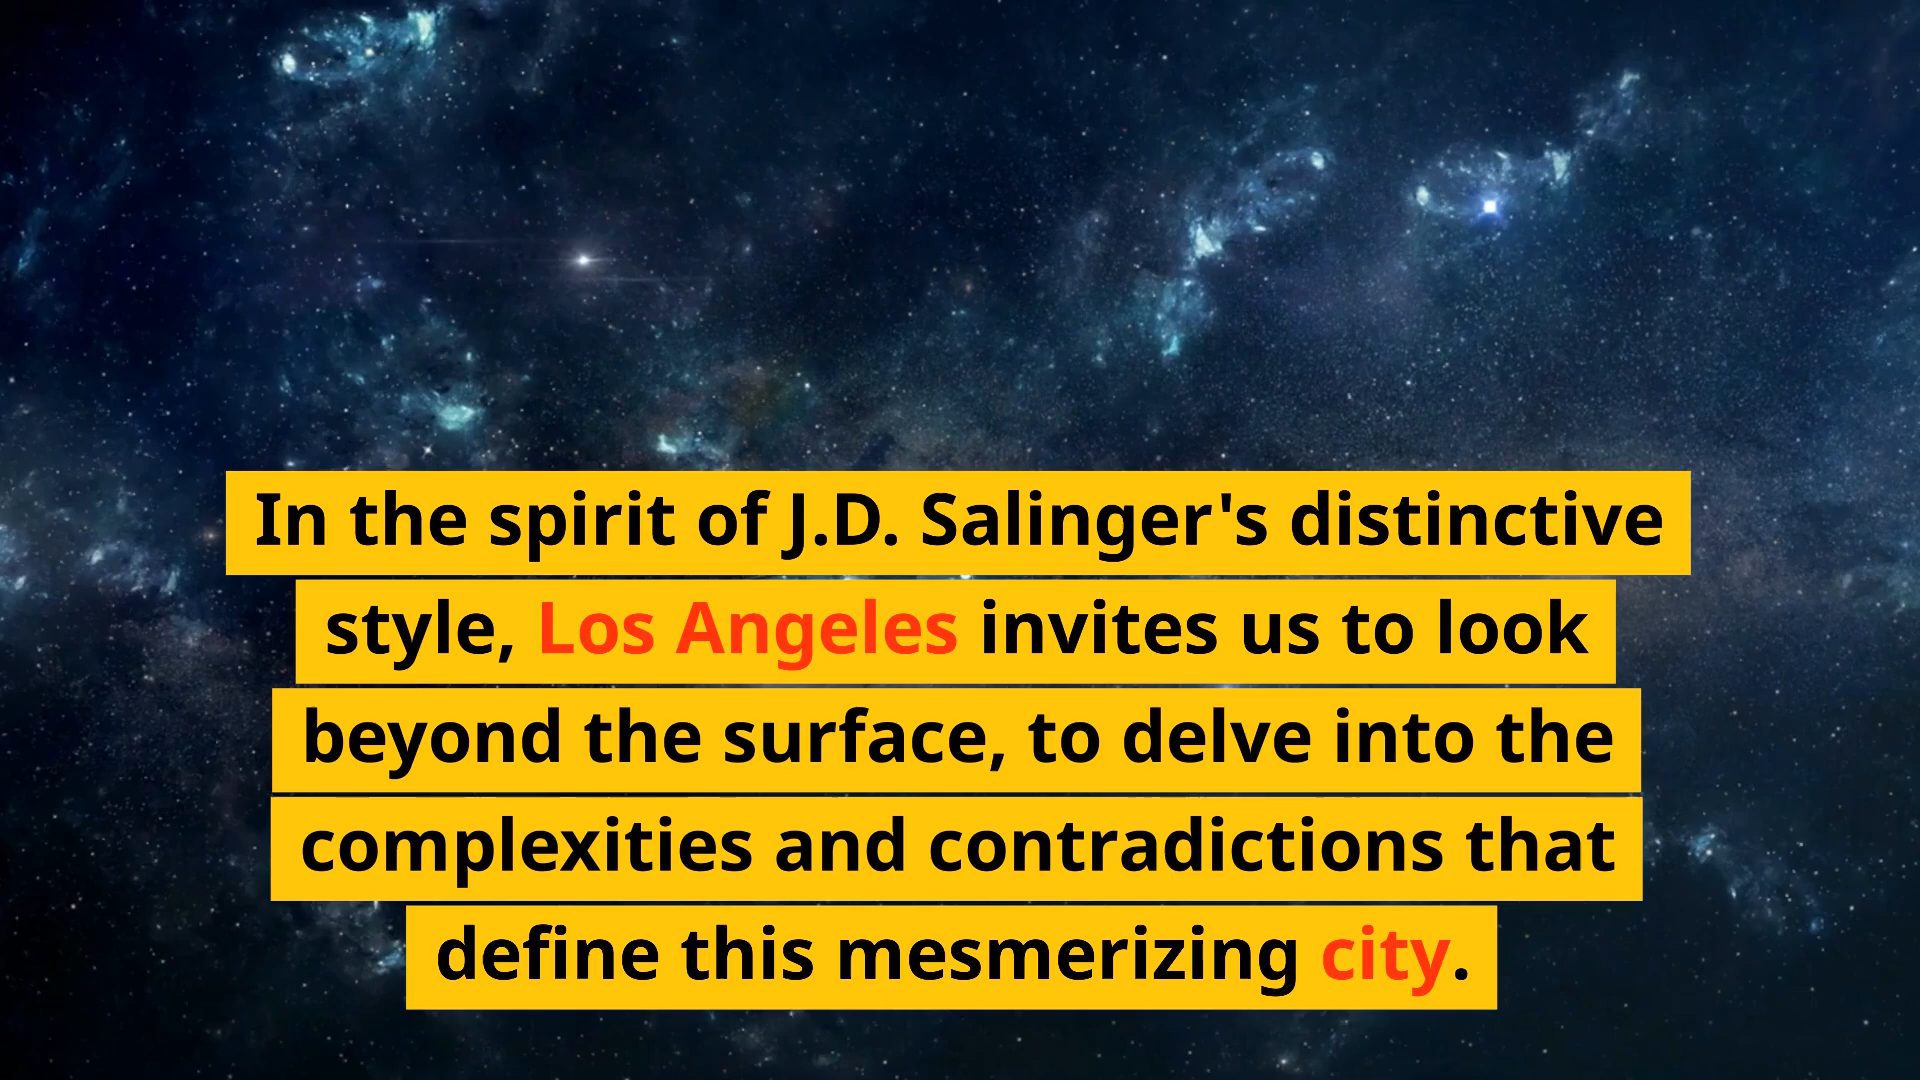 In the spirit of J.D. Salinger's distinctive
style, Los Angeles invites us to look
beyond the surface, to delve into the
complexities and contradictions that
define this mesmerizing city.